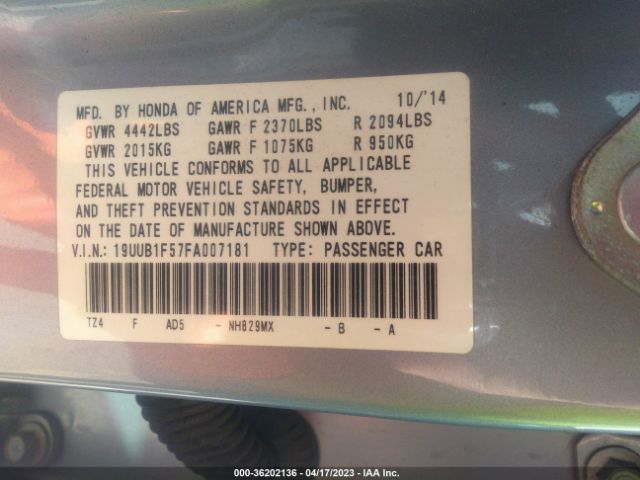 MFD. BY HONDA OF AMERICA MFG., INC. 10/'14
GVWR 4442LBS GAWR F 2370LBS R 2094LBS
GVWR 2015KG GAWR F 1075KG R 950KG
THIS VEHICLE CONFORMS TO ALL APPLICABLE
FEDERAL MOTOR VEHICLE SAFETY, BUMPER,
AND THEFT PREVENTION STANDARDS IN EFFECT
ON THE DATE OF MANUFACTURE SHOWN ABOVE.
V.I.N.: 19UUB1F57FA007181 TYPE: PASSENGER CAR
TZ4 F AD5 - NH829MX - B - A
000-36202136 - 04/17/2023 - IAA Inc.